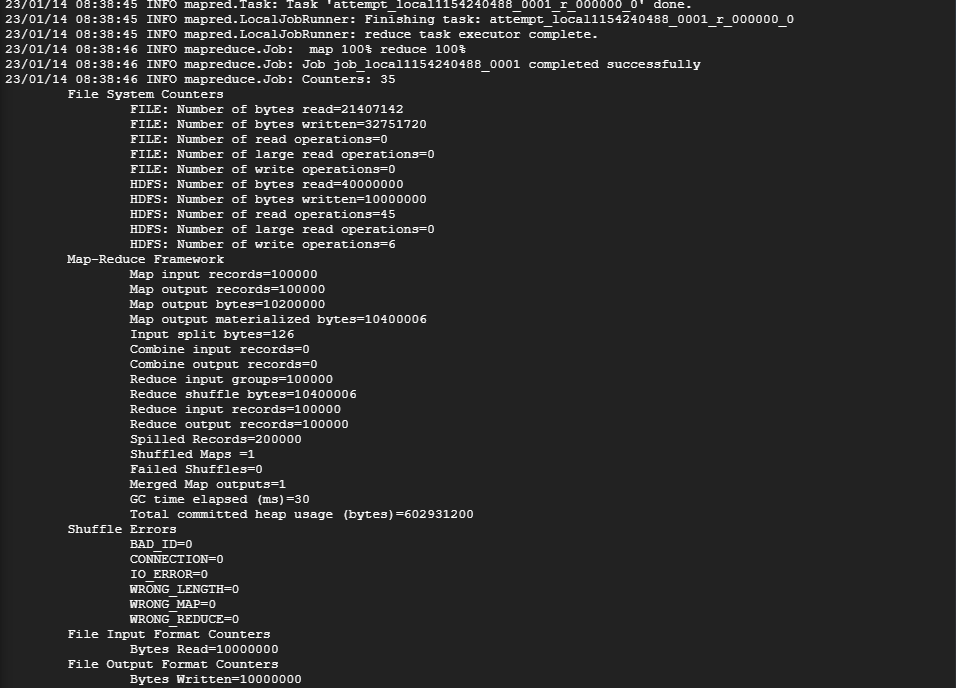 23/01/14 08:38:45 INFO mapred.Task: Task 'attempt_local1154240488_0001_r_000000_0' done.
23/01/14 08:38:45 INFO mapred.LocalJobRunner: Finishing task: attempt_local1154240488_0001_r_000000_0
23/01/14 08:38:45 INFO mapred.LocalJobRunner: reduce task executor complete.
23/01/14 08:38:46 INFO mapreduce.Job:  map 100% reduce 100%
23/01/14 08:38:46 INFO mapreduce.Job: Job job_local1154240488_0001 completed successfully
23/01/14 08:38:46 INFO mapreduce.Job: Counters: 35
File System Counters
FILE: Number of bytes read=21407142
FILE: Number of bytes written=32751720
FILE: Number of read operations=0
FILE: Number of large read operations=0
FILE: Number of write operations=0
HDFS: Number of bytes read=40000000
HDFS: Number of bytes written=10000000
HDFS: Number of read operations=45
HDFS: Number of large read operations=0
HDFS: Number of write operations=6
Map-Reduce Framework
Map input records=100000
Map output records=100000
Map output bytes=10200000
Map output materialized bytes=10400006
Input split bytes=126
Combine input records=0
Combine output records=0
Reduce input groups=100000
Reduce shuffle bytes=10400006
Reduce input records=100000
Reduce output records=100000
Spilled Records=200000
Shuffled Maps =1
Failed Shuffles=0
Merged Map outputs=1
GC time elapsed (ms)=30
Total committed heap usage (bytes)=602931200
Shuffle Errors
BAD_ID=0
CONNECTION=0
IO_ERROR=0
WRONG_LENGTH=0
WRONG_MAP=0
WRONG_REDUCE=0
File Input Format Counters
Bytes Read=10000000
File Output Format Counters
Bytes Written=10000000